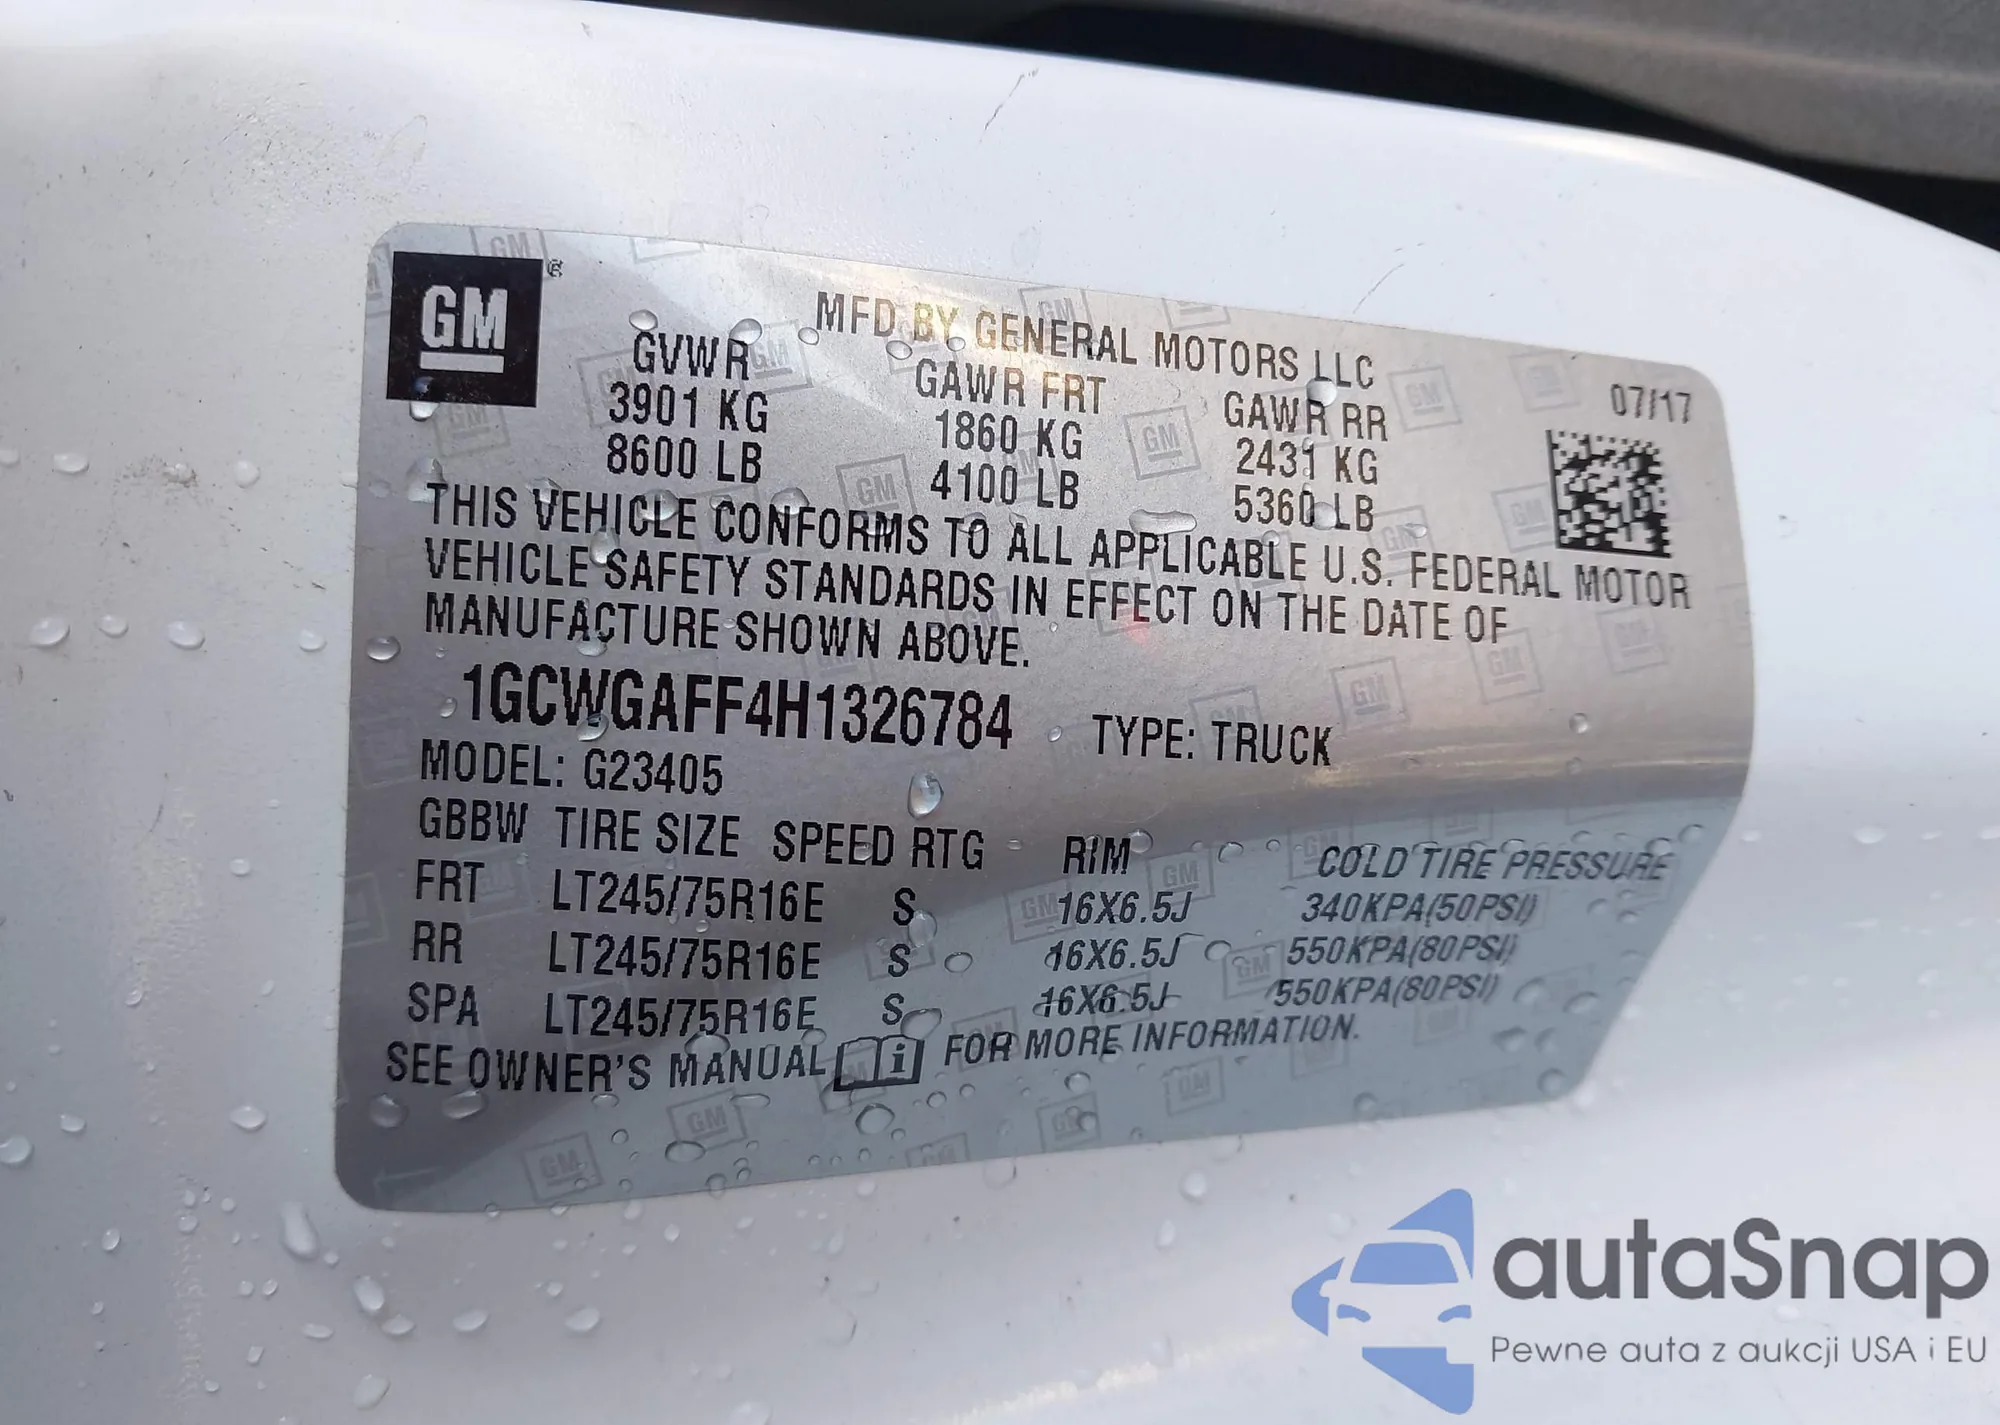 GM®
MFD BY GENERAL MOTORS LLC
07/17
GVWR GAWR FRT GAWR RR
3901 KG 1860 KG 2431 KG
8600 LB 4100 LB 5360 LB
THIS VEHICLE CONFORMS TO ALL APPLICABLE U.S. FEDERAL MOTOR
VEHICLE SAFETY STANDARDS IN EFFECT ON THE DATE OF
MANUFACTURE SHOWN ABOVE.
1GCWGAFF4H1326784 TYPE: TRUCK
MODEL: G23405
GBBW TIRE SIZE SPEED RTG RIM COLD TIRE PRESSURE
FRT LT245/75R16E S 16X6.5J 340KPA(50PSI)
RR LT245/75R16E S 16X6.5J 550KPA(80PSI)
SPA LT245/75R16E S 16X6.5J 550KPA(80PSI)
SEE OWNER'S MANUAL i FOR MORE INFORMATION.
autaSnap
Pewne auta z aukcji USA i EU